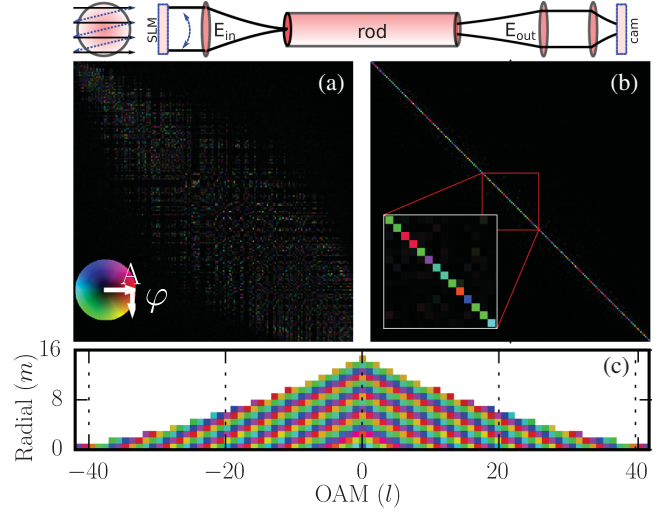 SLM
E_in
rod
E_out
cam
(a)
(b)
A
φ
(c)
Radial (m)
16
8
0
−40
−20
0
20
40
OAM (l)